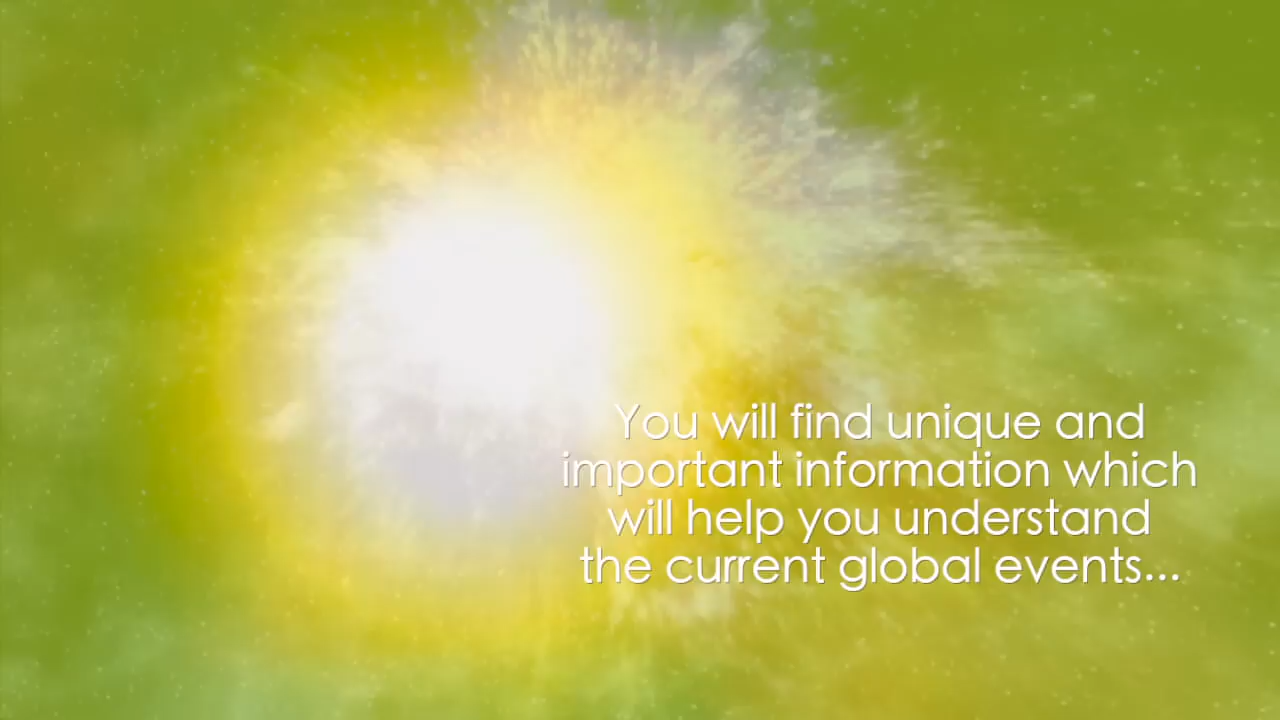 You will find unique and
important information which
will help you understand
the current global events...